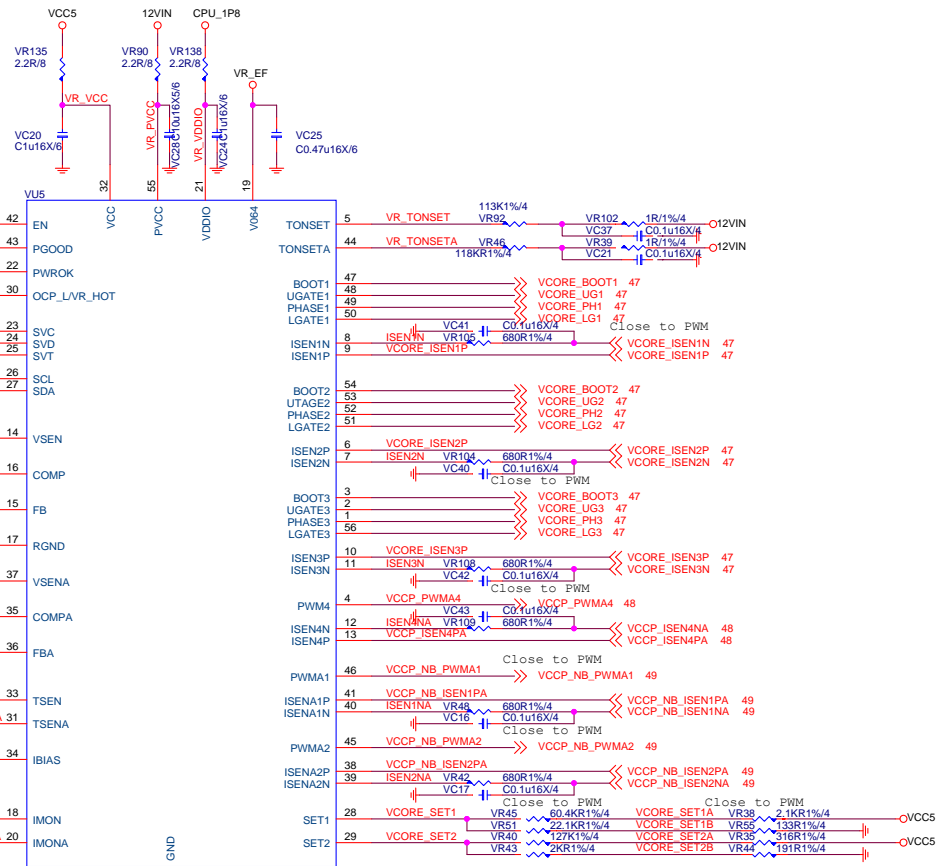 VCC5 12VIN CPU_1P8
VR135 2.2R/8
VR90 2.2R/8
VR138 2.2R/8
VR_EF
VR_VCC
VR_PVCC
VR_VDDIO
VC20 C1u16X/6
VC28 C10u16X5/6
VC24 C1u16X/6
VC25 C0.47u16X/6
32 55 21 19
VU5
VCC PVCC VDDIO V064
42 EN
43 PGOOD
22 PWROK
30 OCP_L/VR_HOT
23 SVC
24 SVD
25 SVT
26 SCL
27 SDA
14 VSEN
16 COMP
15 FB
17 RGND
37 VSENA
35 COMPA
36 FBA
33 TSEN
31 TSENA
34 IBIAS
18 IMON
20 IMONA
GND
113K1%/4
TONSET 5 VR_TONSET VR92 VR102 1R/1%/4 12VIN
VC37 C0.1u16X/4
TONSETA 44 VR_TONSETA VR46 VR39 1R/1%/4 12VIN
118KR1%/4 VC21 C0.1u16X/4
BOOT1 47 VCORE_BOOT1 47
UGATE1 48 VCORE_UG1 47
PHASE1 49 VCORE_PH1 47
LGATE1 50 VCORE_LG1 47
VC41 C0.1u16X/4 Close to PWM
ISEN1N 8 ISEN1N VR105 680R1%/4 VCORE_ISEN1N 47
ISEN1P 9 VCORE_ISEN1P VCORE_ISEN1P 47
BOOT2 54 VCORE_BOOT2 47
UTAGE2 53 VCORE_UG2 47
PHASE2 52 VCORE_PH2 47
LGATE2 51 VCORE_LG2 47
ISEN2P 6 VCORE_ISEN2P VCORE_ISEN2P 47
ISEN2N 7 ISEN2N VR104 680R1%/4 VCORE_ISEN2N 47
VC40 C0.1u16X/4
Close to PWM
BOOT3 3 VCORE_BOOT3 47
UGATE3 2 VCORE_UG3 47
PHASE3 1 VCORE_PH3 47
LGATE3 56 VCORE_LG3 47
ISEN3P 10 VCORE_ISEN3P VCORE_ISEN3P 47
ISEN3N 11 ISEN3N VR108 680R1%/4 VCORE_ISEN3N 47
VC42 C0.1u16X/4
Close to PWM
PWM4 4 VCCP_PWMA4 VCCP_PWMA4 48
VC43 C0.1u16X/4
ISEN4N 12 ISEN4NA VR109 680R1%/4 VCCP_ISEN4NA 48
ISEN4P 13 VCCP_ISEN4PA VCCP_ISEN4PA 48
Close to PWM
PWMA1 46 VCCP_NB_PWMA1 VCCP_NB_PWMA1 49
ISENA1P 41 VCCP_NB_ISEN1PA VCCP_NB_ISEN1PA 49
ISENA1N 40 ISEN1NA VR48 680R1%/4 VCCP_NB_ISEN1NA 49
VC16 C0.1u16X/4
Close to PWM
PWMA2 45 VCCP_NB_PWMA2 VCCP_NB_PWMA2 49
ISENA2P 38 VCCP_NB_ISEN2PA VCCP_NB_ISEN2PA 49
ISENA2N 39 ISEN2NA VR42 680R1%/4 VCCP_NB_ISEN2NA 49
VC17 C0.1u16X/4
Close to PWM Close to PWM
SET1 28 VCORE_SET1 VR45 60.4KR1%/4 VCORE_SET1A VR38 2.1KR1%/4 VCC5
VR51 22.1KR1%/4 VCORE_SET1B VR55 133R1%/4
SET2 29 VCORE_SET2 VR40 127K1%/4 VCORE_SET2A VR35 316R1%/4 VCC5
VR43 2KR1%/4 VCORE_SET2B VR44 191R1%/4